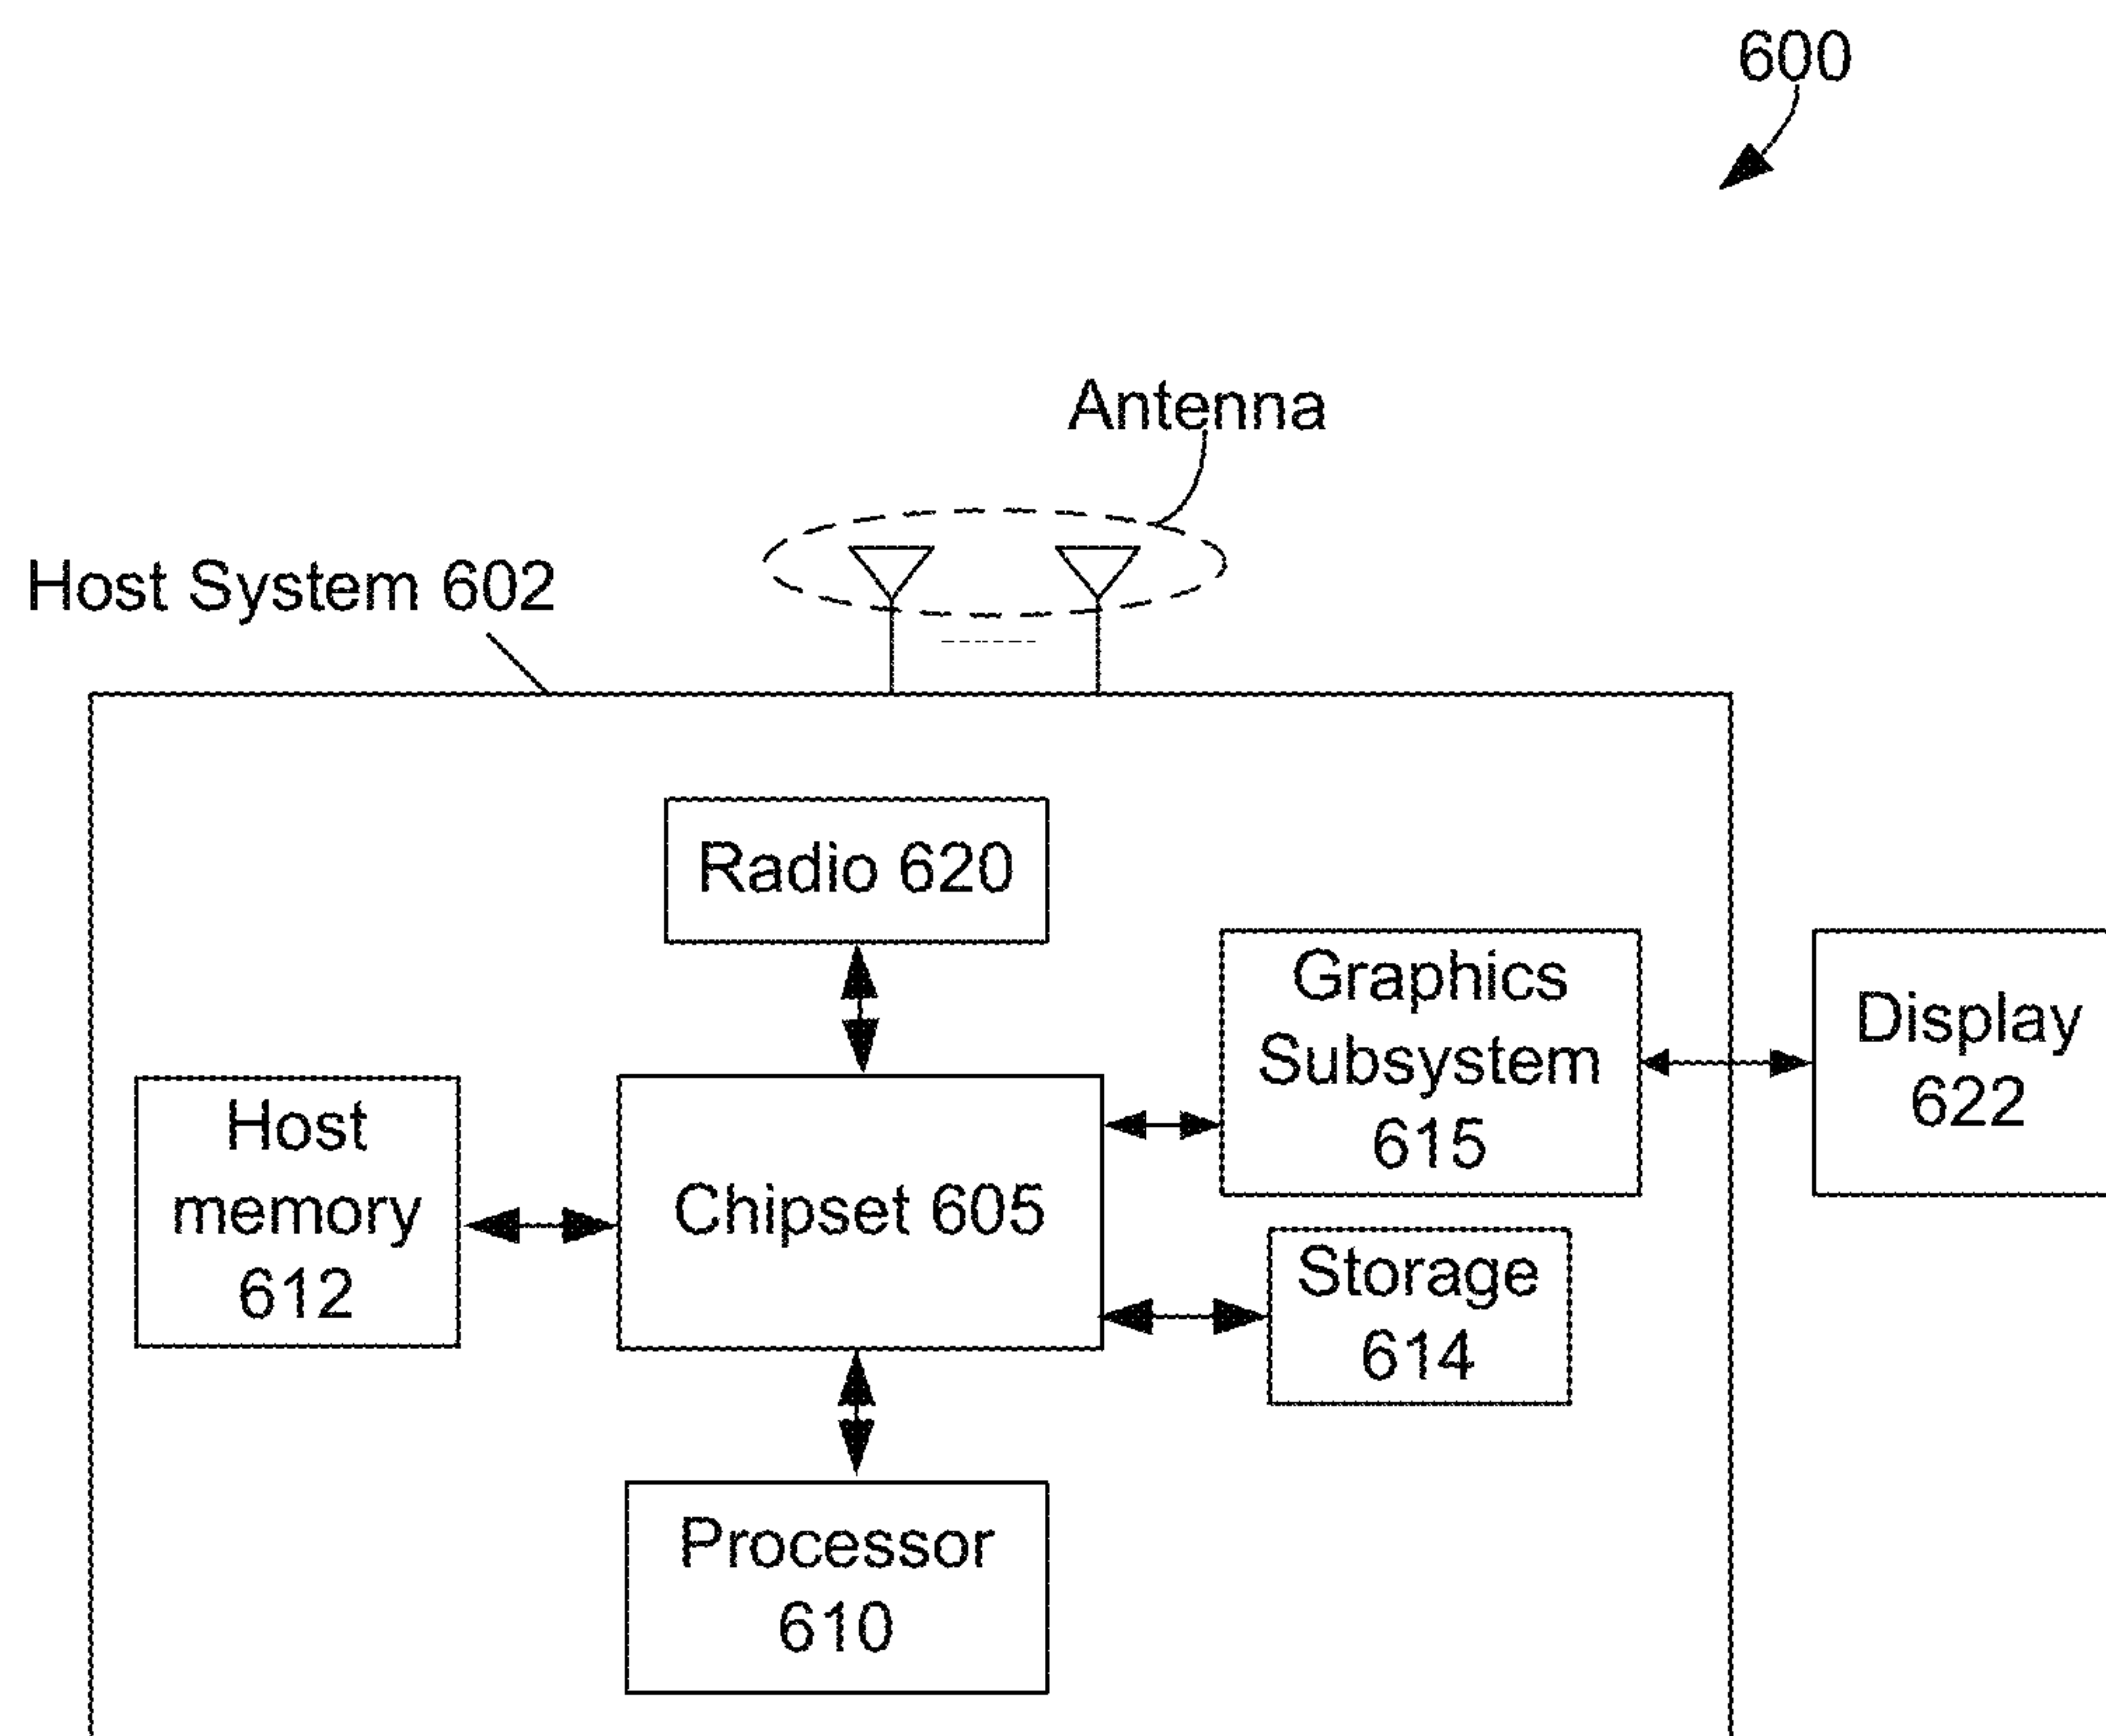 600
Antenna
Host System 602
Radio 620
Graphics
Subsystem
615
Display
622
Host
memory
612
Chipset 605
Storage
614
Processor
610